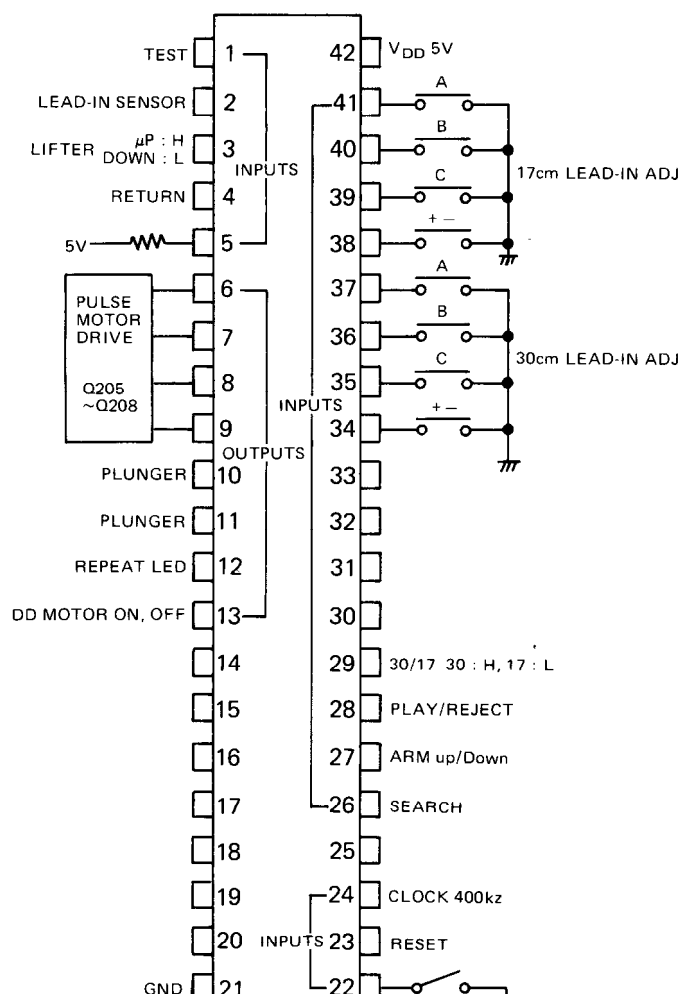 TEST 1 42 VDD 5V
A
LEAD-IN SENSOR 2 41
B
LIFTER μP : H DOWN : L 3 40
INPUTS
17cm LEAD-IN ADJ
RETURN 4 39 C
5V 5 38 + −
6 37 A
PULSE
MOTOR
DRIVE
7 36 B
30cm LEAD-IN ADJ
Q205
~Q208
8 35 C
INPUTS
9 34 + −
OUTPUTS
PLUNGER 10 33
PLUNGER 11 32
REPEAT LED 12 31
DD MOTOR ON, OFF 13 30
14 29 30/17 30 : H, 17 : L
15 28 PLAY/REJECT
16 27 ARM up/Down
17 26 SEARCH
18 25
19 24 CLOCK 400kz
20 INPUTS 23 RESET
GND 21 22